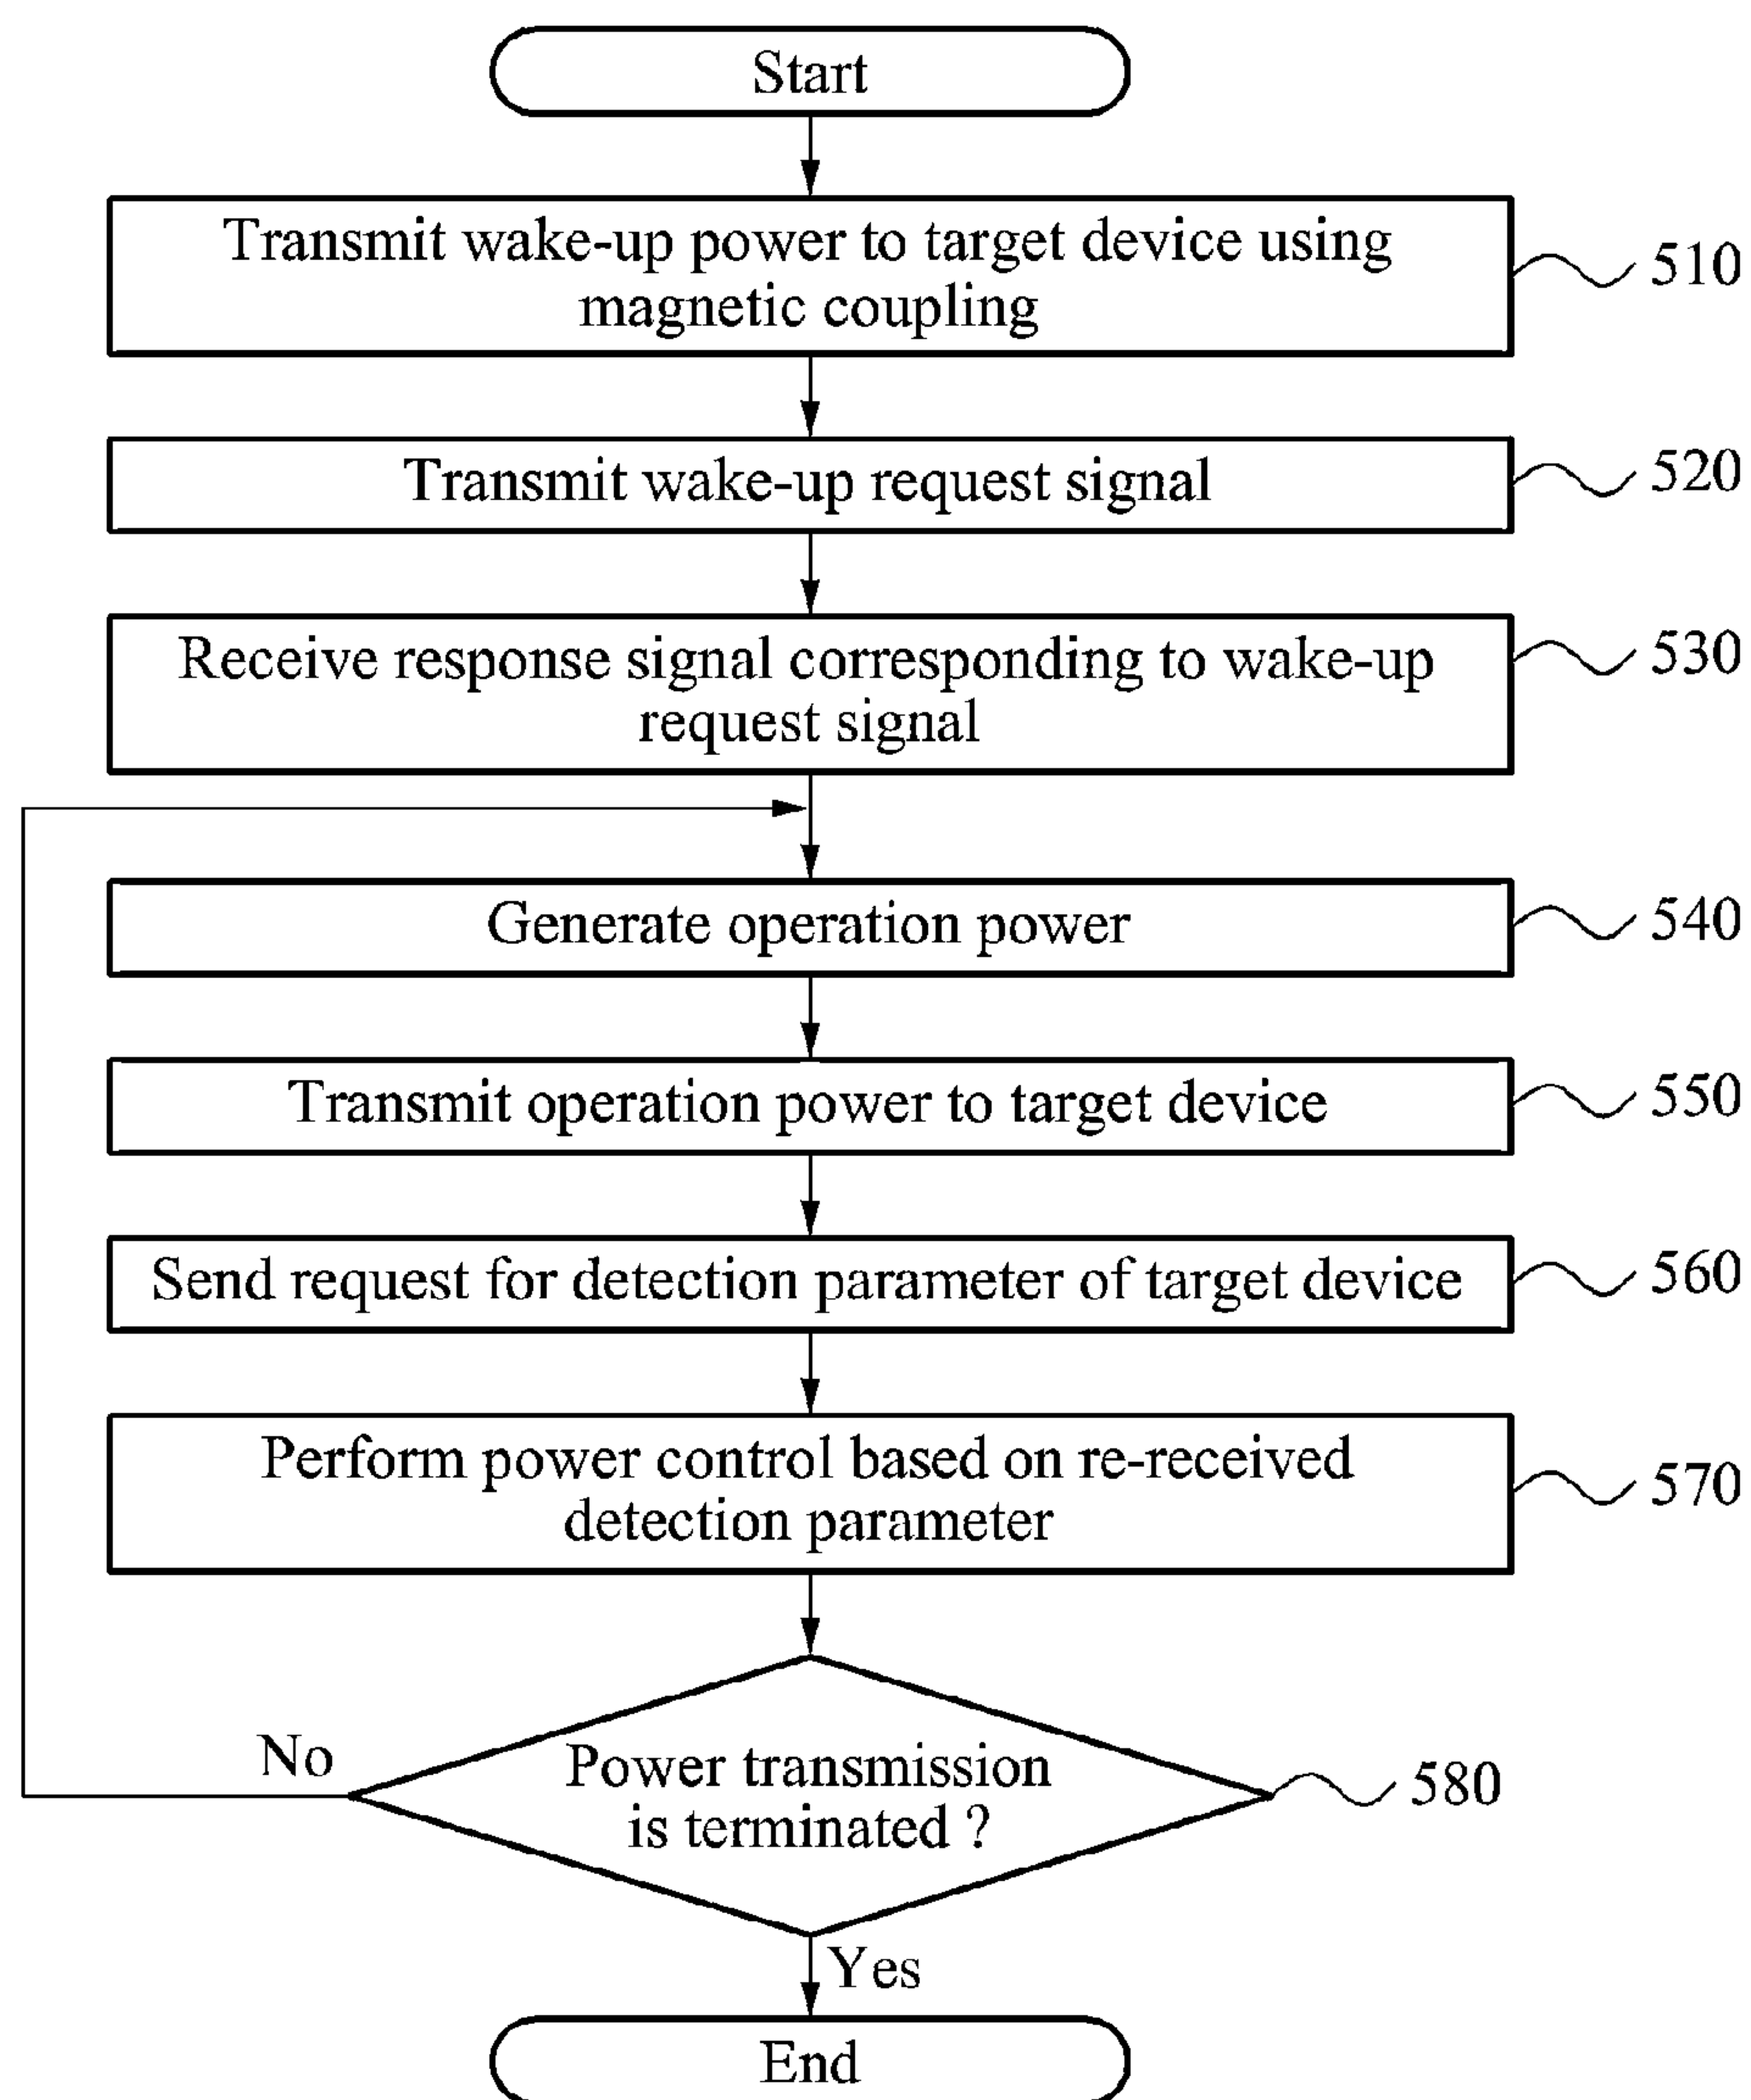 Start
Transmit wake-up power to target device using
magnetic coupling
510
Transmit wake-up request signal
520
Receive response signal corresponding to wake-up
request signal
530
Generate operation power
540
Transmit operation power to target device
550
Send request for detection parameter of target device
560
Perform power control based on re-received
detection parameter
570
No
Power transmission
is terminated ?
580
Yes
End